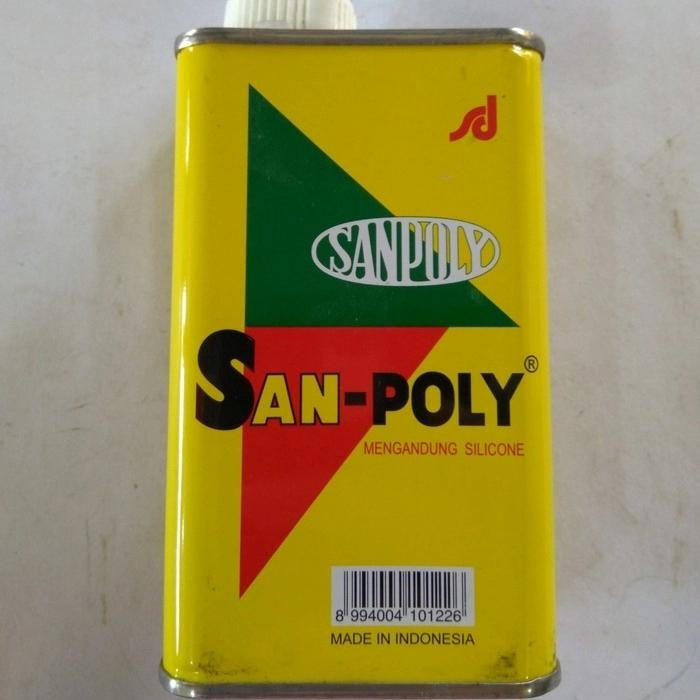 sd
SANPOLY
SAN-POLY®
MENGANDUNG SILICONE
8 994004 101226
MADE IN INDONESIA